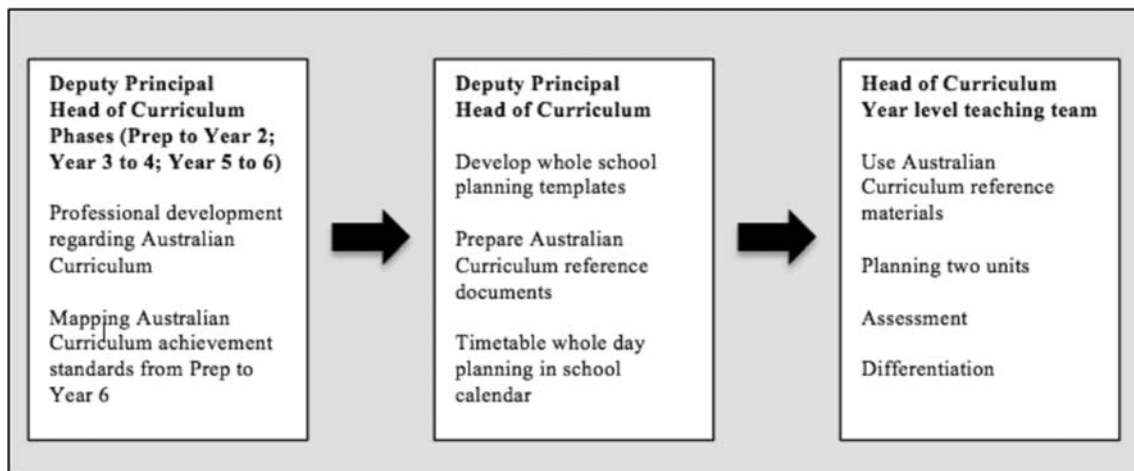 Deputy Principal
Head of Curriculum
Phases (Prep to Year 2;
Year 3 to 4; Year 5 to 6)
Professional development
regarding Australian
Curriculum
Mapping Australian
Curriculum achievement
standards from Prep to
Year 6
Deputy Principal
Head of Curriculum
Develop whole school
planning templates
Prepare Australian
Curriculum reference
documents
Timetable whole day
planning in school
calendar
Head of Curriculum
Year level teaching team
Use Australian
Curriculum reference
materials
Planning two units
Assessment
Differentiation